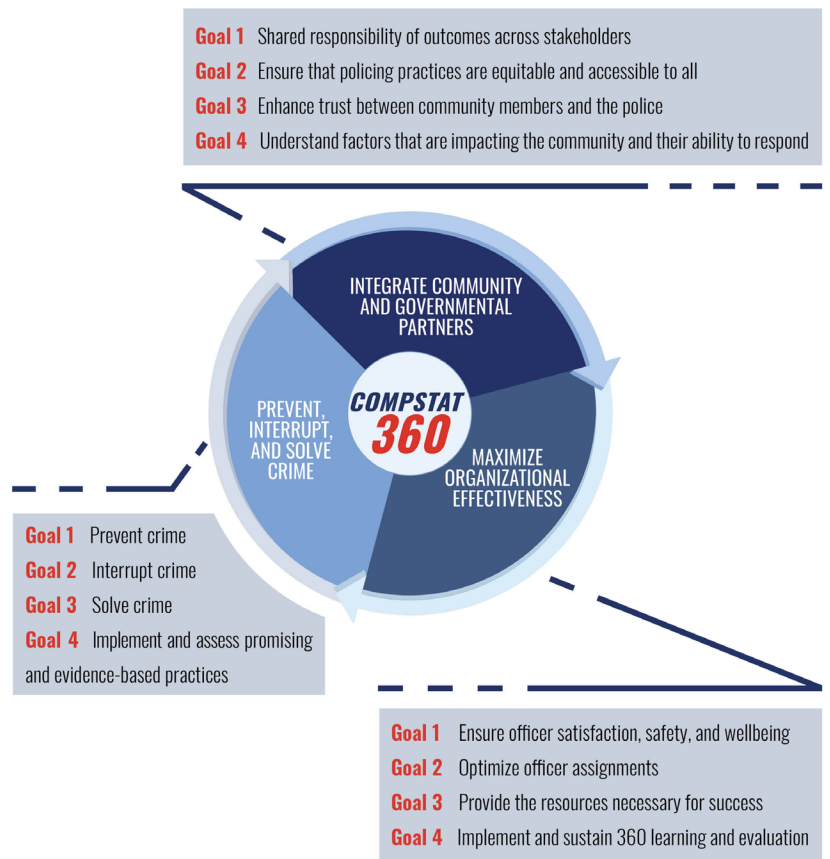 Goal 1 Shared responsibility of outcomes across stakeholders
Goal 2 Ensure that policing practices are equitable and accessible to all
Goal 3 Enhance trust between community members and the police
Goal 4 Understand factors that are impacting the community and their ability to respond
INTEGRATE COMMUNITY
AND GOVERNMENTAL
PARTNERS
COMPSTAT
360
PREVENT,
INTERRUPT,
AND SOLVE
CRIME
MAXIMIZE
ORGANIZATIONAL
EFFECTIVENESS
Goal 1 Prevent crime
Goal 2 Interrupt crime
Goal 3 Solve crime
Goal 4 Implement and assess promising
and evidence-based practices
Goal 1 Ensure officer satisfaction, safety, and wellbeing
Goal 2 Optimize officer assignments
Goal 3 Provide the resources necessary for success
Goal 4 Implement and sustain 360 learning and evaluation